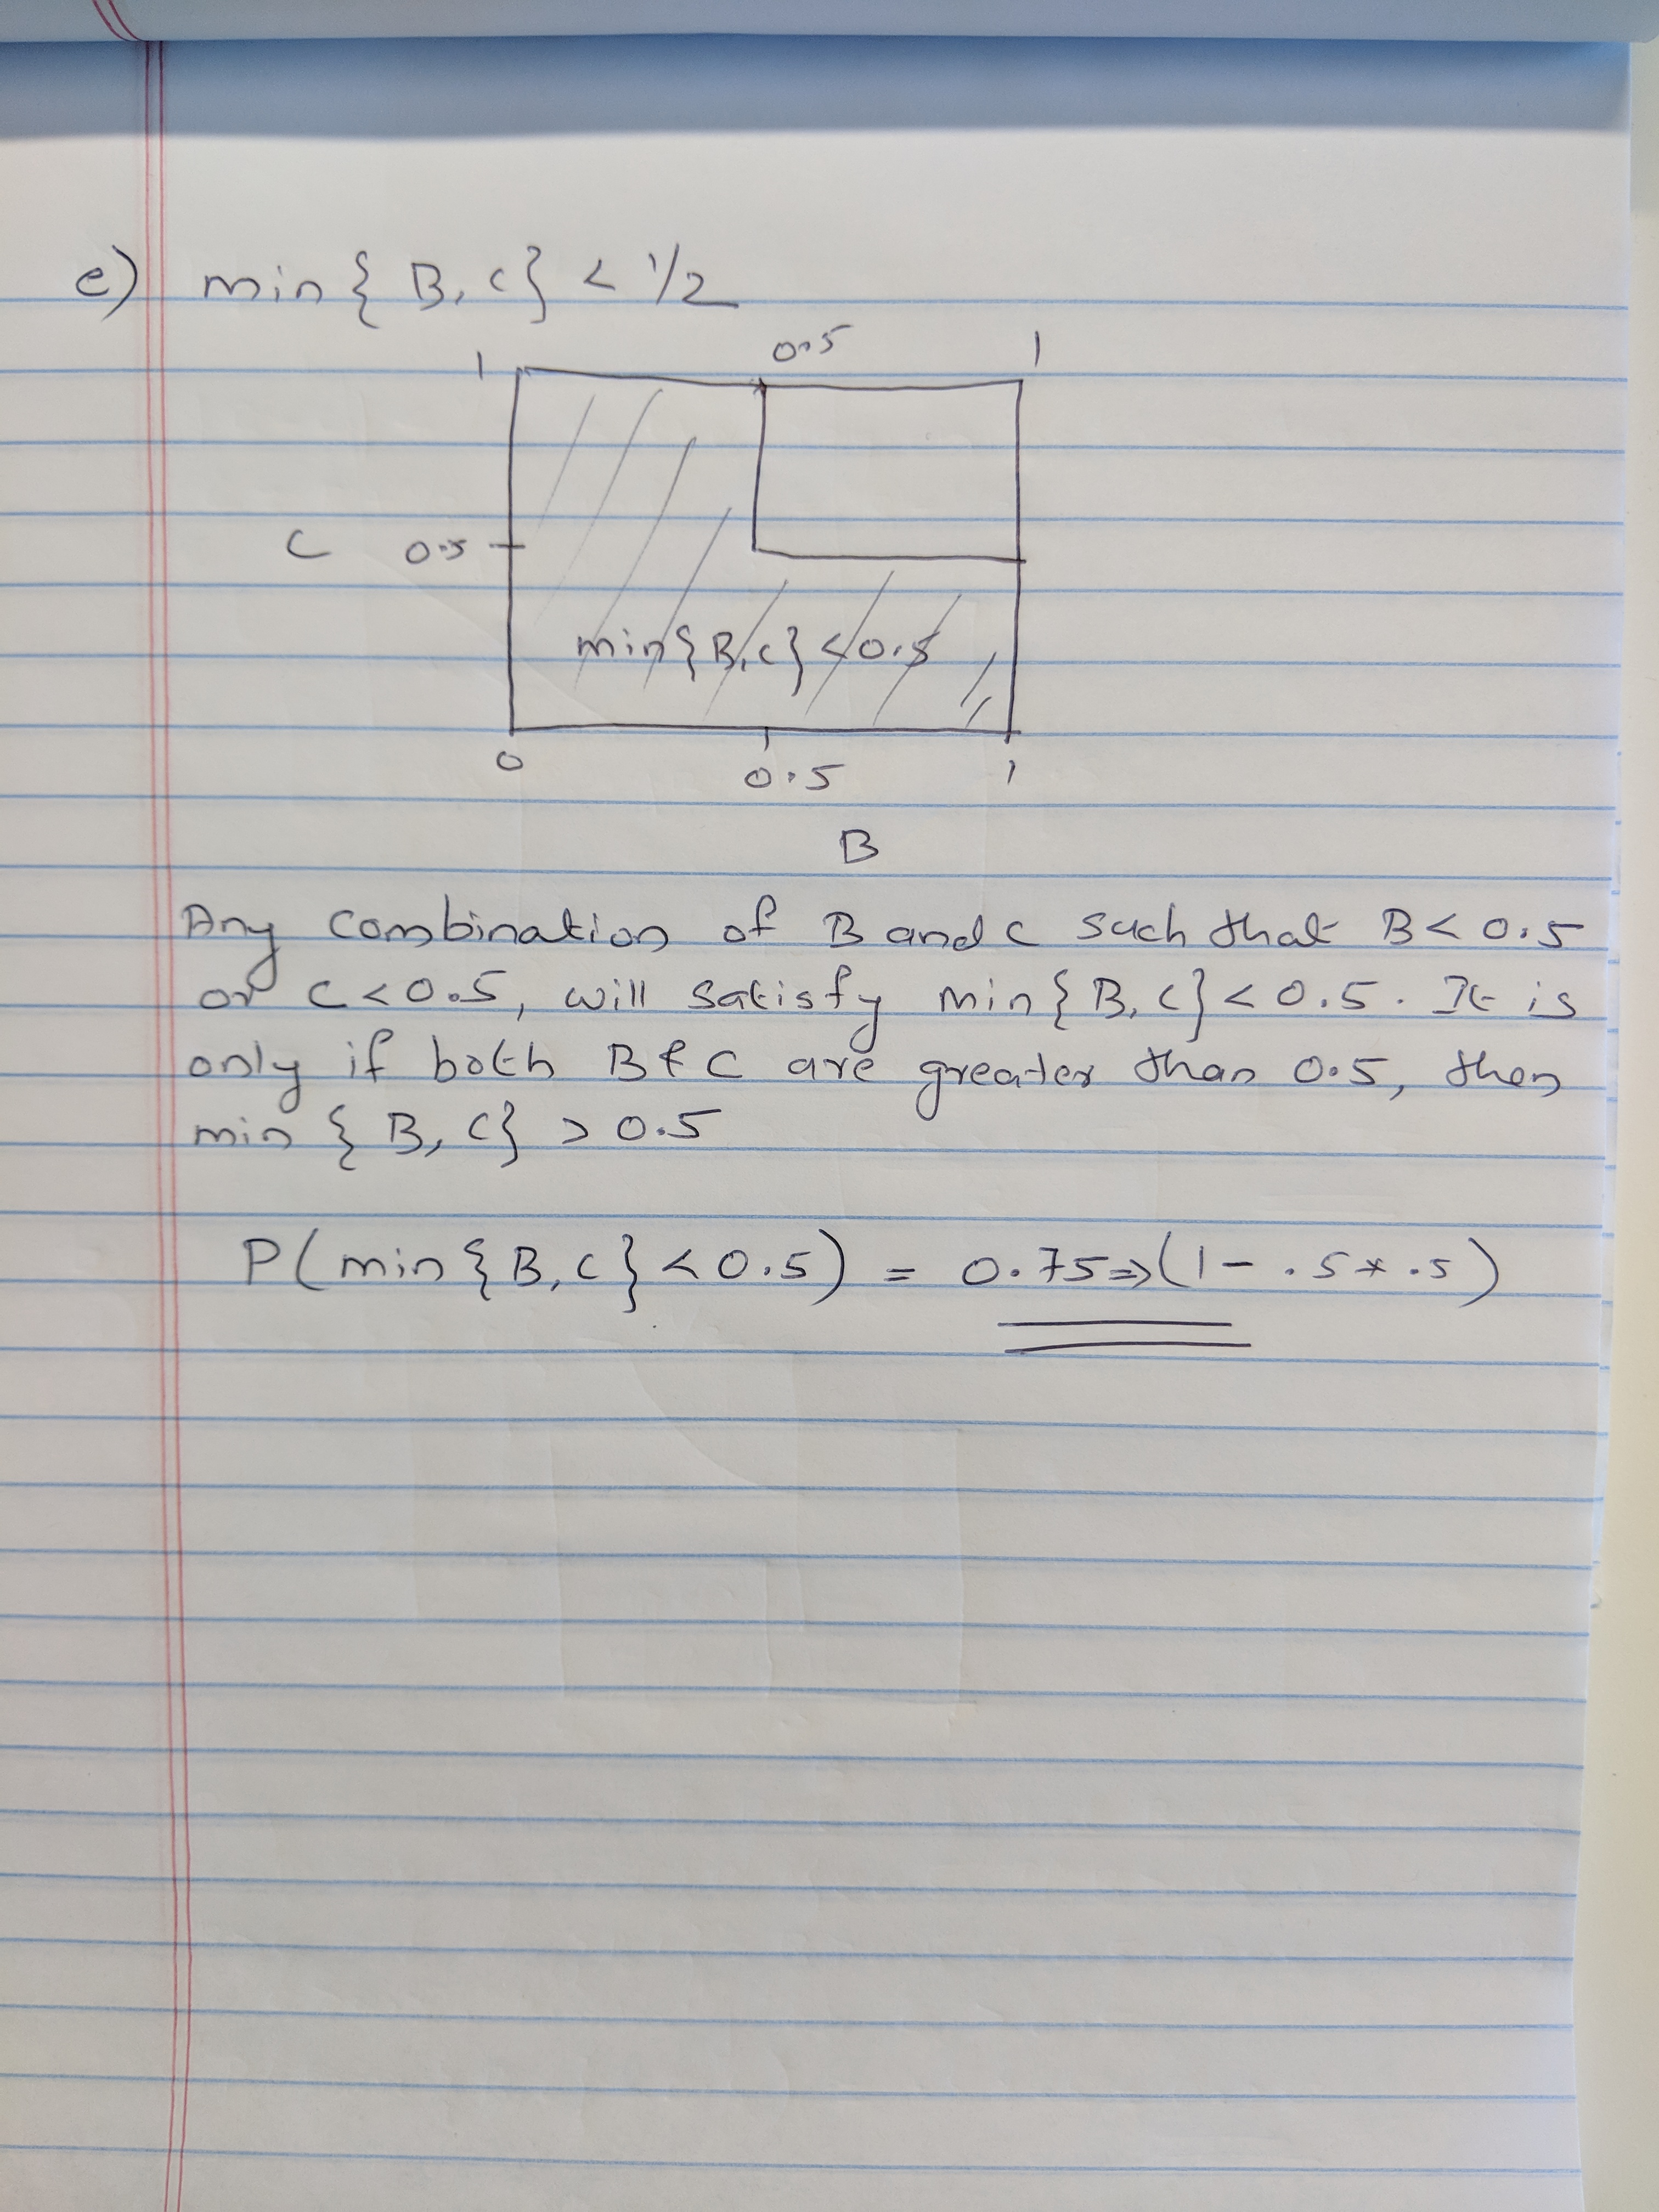 e) min{B,C} < 1/2
0.5
1 1
C 0.5
min{B,C} < 0.5
0 0.5 1
B
Any combination of B and C such that B < 0.5
or C < 0.5, will satisfy min{B,C} < 0.5. It is
only if both B & C are greater than 0.5, then
min {B, C} > 0.5
P(min{B,C} < 0.5) = 0.75 ⇒ (1 - .5 * .5)